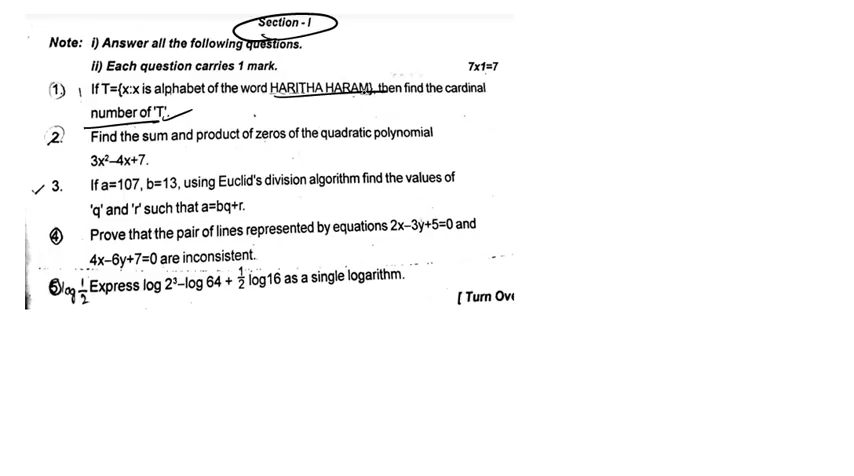 Section - I
Note: i) Answer all the following questions.
ii) Each question carries 1 mark. 7x1=7
1) If T={x:x is alphabet of the word HARITHA HARAM}, then find the cardinal
number of 'T'.
2. Find the sum and product of zeros of the quadratic polynomial
3x²–4x+7.
3. If a=107, b=13, using Euclid's division algorithm find the values of
'q' and 'r' such that a=bq+r.
4 Prove that the pair of lines represented by equations 2x–3y+5=0 and
4x–6y+7=0 are inconsistent.
5 log 1/2 Express log 2³–log 64 + 1/2 log16 as a single logarithm.
[ Turn Ove